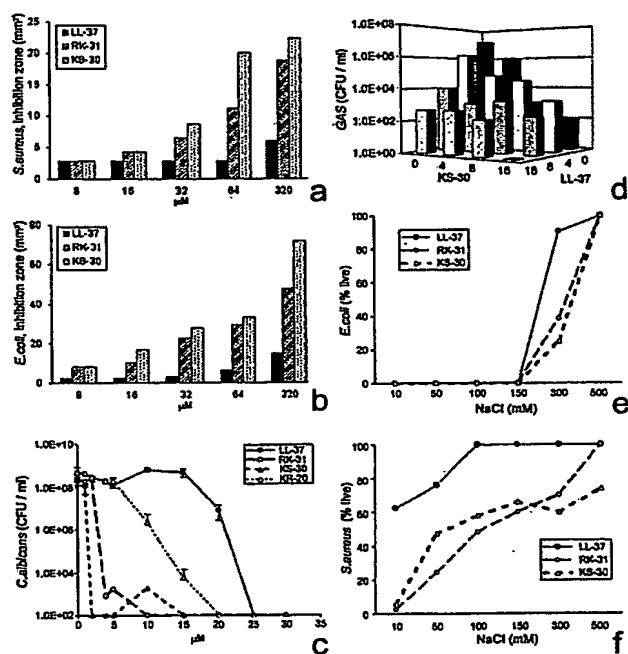 S.aureus, Inhibition zone (mm²)
25
20
15
10
5
0
LL-37
RK-31
KS-30
8 16 32 64 320
µM
a
E.coli, Inhibition zone (mm²)
80
60
40
20
0
LL-37
RK-31
KS-30
8 16 32 64 320
µM
b
C.albicans (CFU / ml)
1.0E+10
1.0E+08
1.0E+06
1.0E+04
1.0E+02
LL-37
RK-31
KS-30
KR-20
0 5 10 15 20 25 30 35
µM
c
GAS (CFU / ml)
1.0E+08
1.0E+06
1.0E+04
1.0E+02
1.0E+00
0 4 8 16 16 8 4 0
KS-30
LL-37
d
E.coli (% live)
100
80
60
40
20
0
LL-37
RK-31
KS-30
10 50 100 150 300 500
NaCl (mM)
e
S.aureus (% live)
100
80
60
40
20
0
LL-37
RK-31
KS-30
10 50 100 150 300 500
NaCl (mM)
f